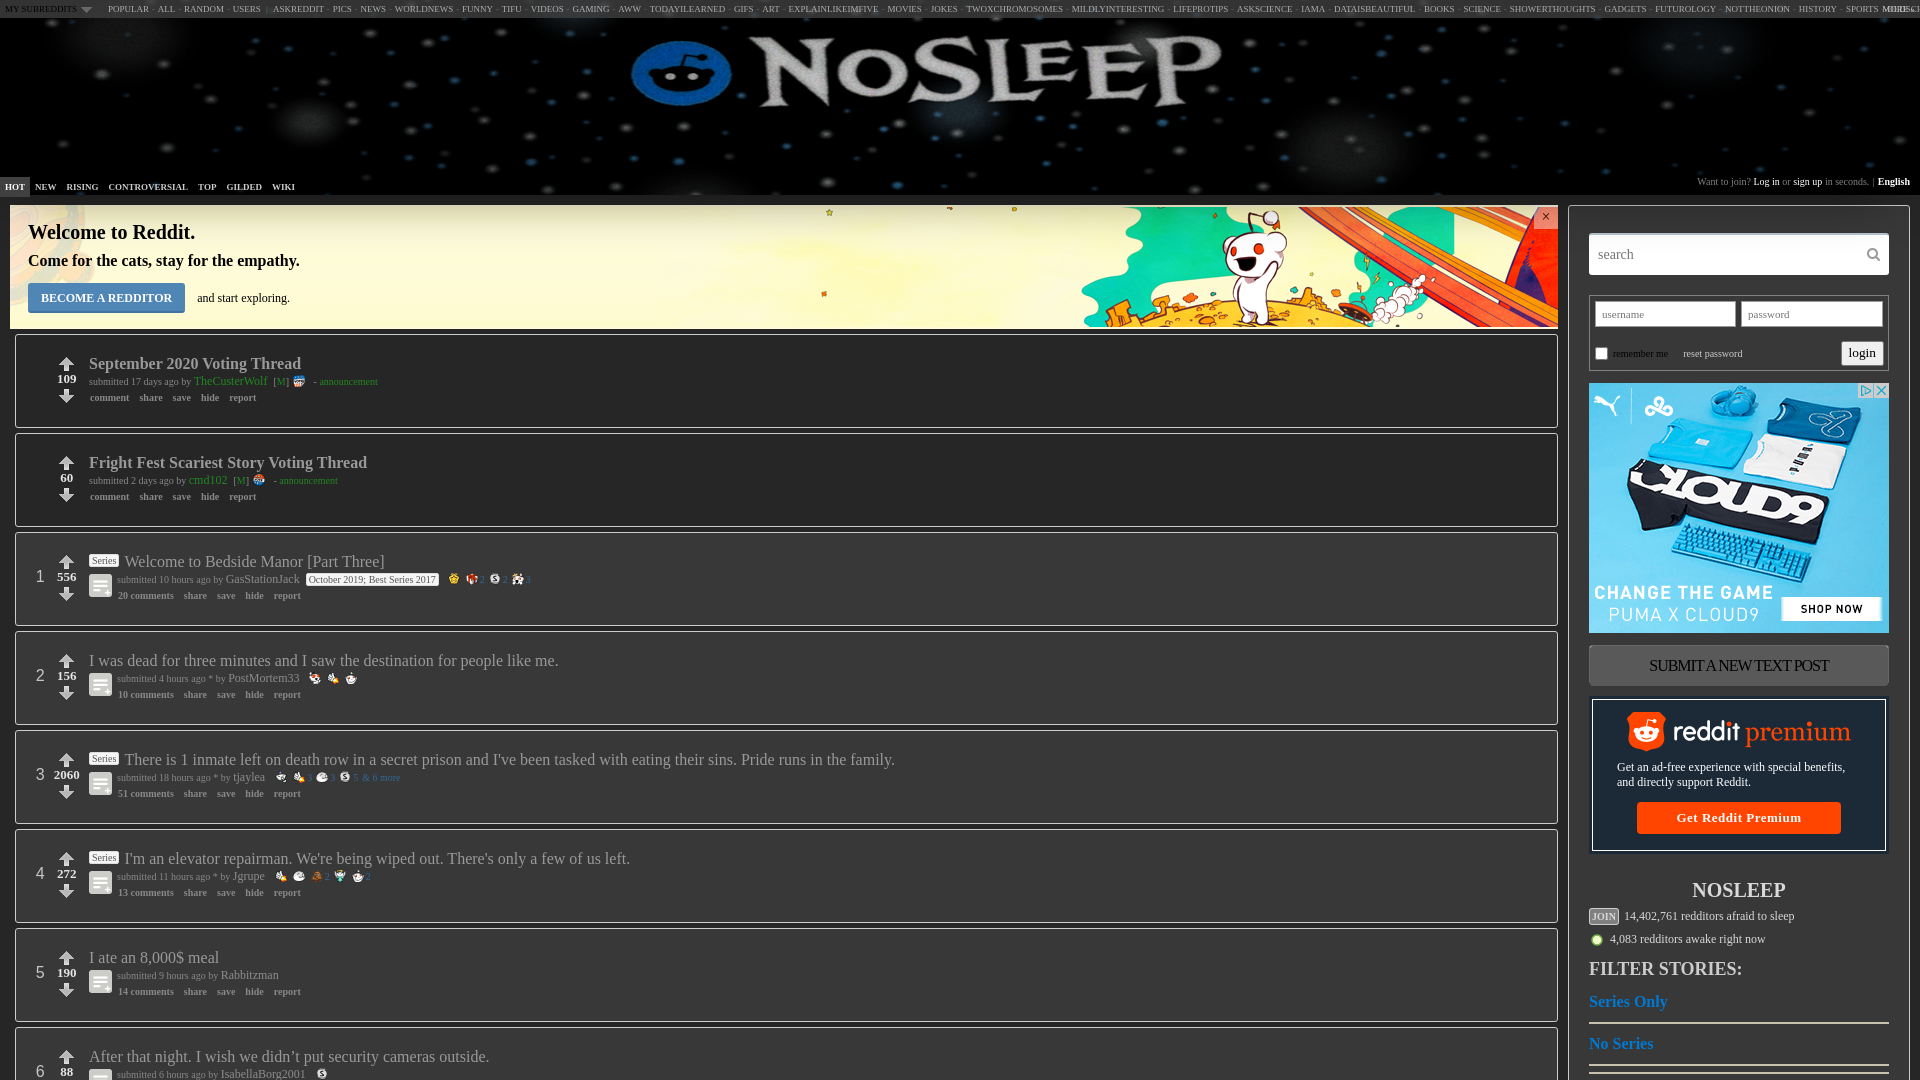 MY SUBREDDITS
POPULAR - ALL - RANDOM - USERS | ASKREDDIT - PICS - NEWS - WORLDNEWS - FUNNY - TIFU - VIDEOS - GAMING - AWW - TODAYILEARNED - GIFS - ART - EXPLAINLIKEIMFIVE - MOVIES - JOKES - TWOXCHROMOSOMES - MILDLYINTERESTING - LIFEPROTIPS - ASKSCIENCE - IAMA - DATAISBEAUTIFUL - BOOKS - SCIENCE - SHOWERTHOUGHTS - GADGETS - FUTUROLOGY - NOTTHEONION - HISTORY - SPORTS
NOSLEEP
HOT NEW RISING CONTROVERSIAL TOP GILDED WIKI
Want to join? Log in or sign up in seconds. | English
Welcome to Reddit.
Come for the cats, stay for the empathy.
BECOME A REDDITOR and start exploring.
×
September 2020 Voting Thread
109
submitted 17 days ago by TheCusterWolf [M] - announcement
comment share save hide report
Fright Fest Scariest Story Voting Thread
60
submitted 2 days ago by cmd102 [M] - announcement
comment share save hide report
1
556
Series Welcome to Bedside Manor [Part Three]
submitted 10 hours ago by GasStationJack October 2019; Best Series 2017 2 2 3
20 comments share save hide report
2
156
I was dead for three minutes and I saw the destination for people like me.
submitted 4 hours ago * by PostMortem33
10 comments share save hide report
3
2060
Series There is 1 inmate left on death row in a secret prison and I've been tasked with eating their sins. Pride runs in the family.
submitted 18 hours ago * by tjaylea 3 3 5 & 6 more
51 comments share save hide report
4
272
Series I'm an elevator repairman. We're being wiped out. There's only a few of us left.
submitted 11 hours ago * by Jgrupe 2 2
13 comments share save hide report
5
190
I ate an 8,000$ meal
submitted 9 hours ago by Rabbitzman
14 comments share save hide report
6
88
After that night. I wish we didn’t put security cameras outside.
submitted 6 hours ago by IsabellaBorg2001
search
username password
remember me reset password login
CLOUD9
CHANGE THE GAME
PUMA X CLOUD9 SHOP NOW
SUBMIT A NEW TEXT POST
reddit premium
Get an ad-free experience with special benefits,
and directly support Reddit.
Get Reddit Premium
NOSLEEP
JOIN 14,402,761 redditors afraid to sleep
4,083 redditors awake right now
FILTER STORIES:
Series Only
No Series